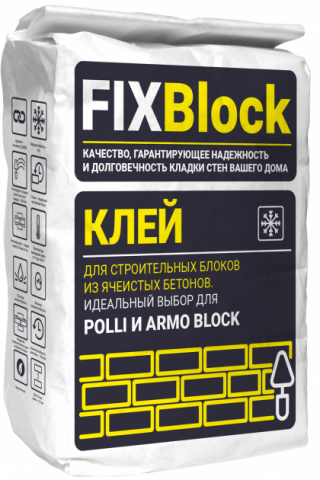 FIXBlock
КАЧЕСТВО, ГАРАНТИРУЮЩЕЕ НАДЕЖНОСТЬ
И ДОЛГОВЕЧНОСТЬ КЛАДКИ СТЕН ВАШЕГО ДОМА
КЛЕЙ
ДЛЯ СТРОИТЕЛЬНЫХ БЛОКОВ
ИЗ ЯЧЕИСТЫХ БЕТОНОВ.
ИДЕАЛЬНЫЙ ВЫБОР ДЛЯ
POLLI И ARMO BLOCK